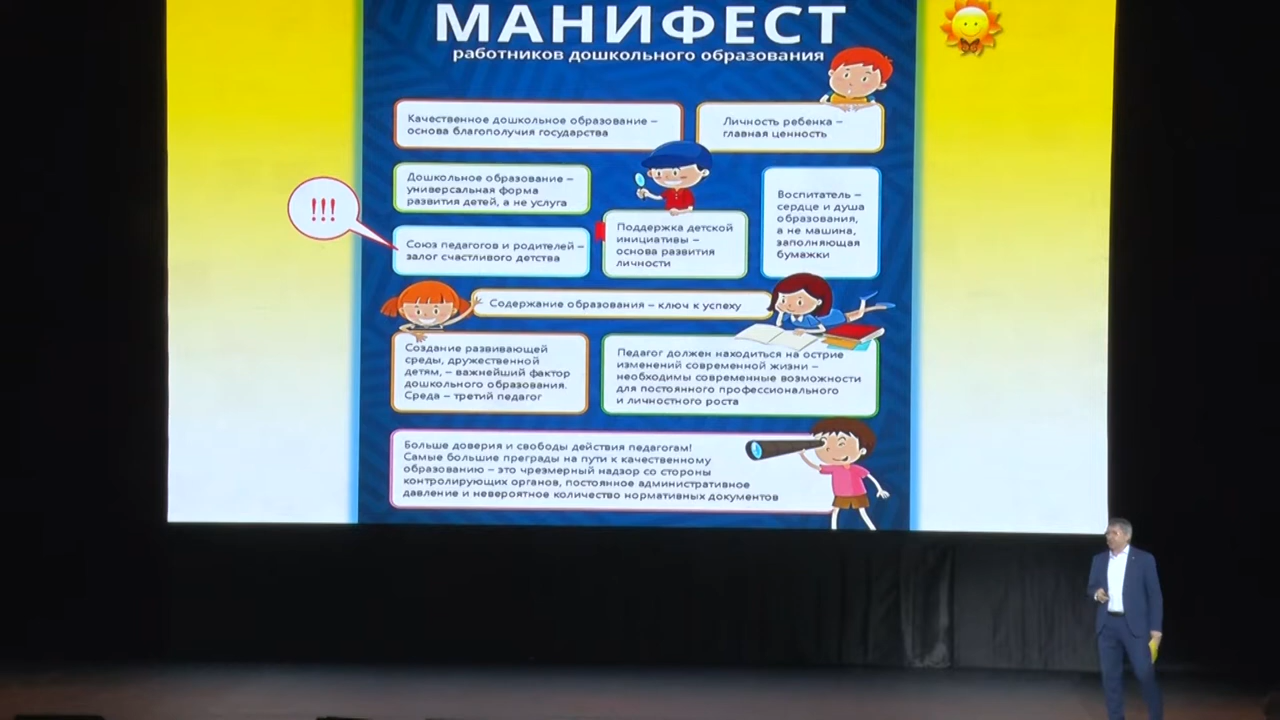 МАНИФЕСТ
работников дошкольного образования
Качественное дошкольное образование –
основа благополучия государства
Личность ребенка –
главная ценность
Дошкольное образование –
универсальная форма
развития детей, а не услуга
!!!
Союз педагогов и родителей –
залог счастливого детства
Поддержка детской
инициативы –
основа развития
личности
Воспитатель –
сердце и душа
образования,
а не машина,
заполняющая
бумажки
Содержание образования – ключ к успеху
Создание развивающей
среды, дружественной
детям, – важнейший фактор
дошкольного образования.
Среда – третий педагог
Педагог должен находиться на острие
изменений современной жизни –
необходимы современные возможности
для постоянного профессионального
и личностного роста
Больше доверия и свободы действия педагогам!
Самые большие преграды на пути к качественному
образованию – это чрезмерный надзор со стороны
контролирующих органов, постоянное административное
давление и невероятное количество нормативных документов